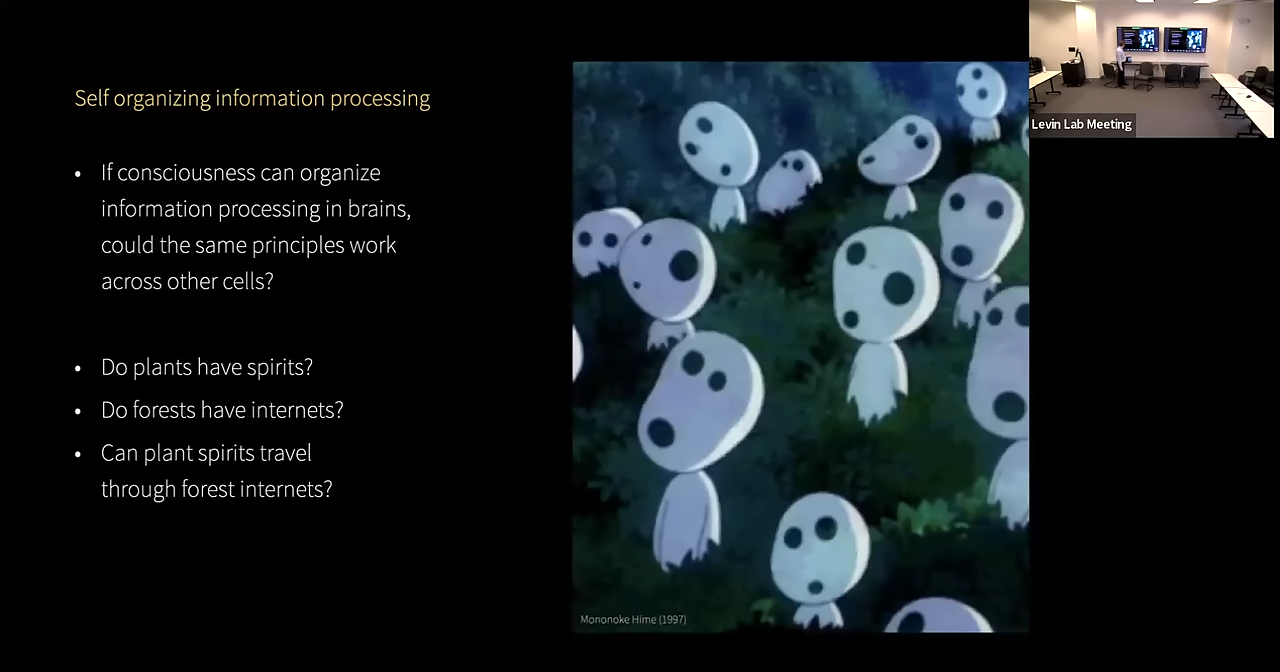 Self organizing information processing
• If consciousness can organize
information processing in brains,
could the same principles work
across other cells?
• Do plants have spirits?
• Do forests have internets?
• Can plant spirits travel
through forest internets?
Mononoke Hime (1997)
Levin Lab Meeting